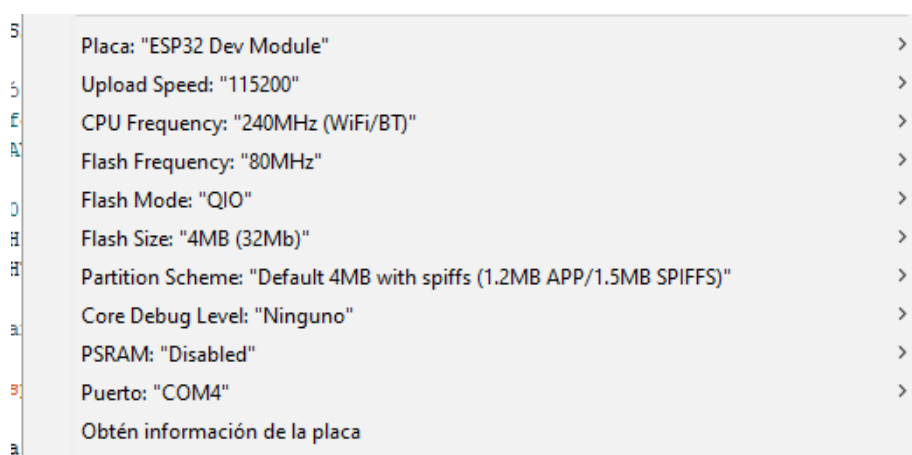 Placa: "ESP32 Dev Module"
Upload Speed: "115200"
CPU Frequency: "240MHz (WiFi/BT)"
Flash Frequency: "80MHz"
Flash Mode: "QIO"
Flash Size: "4MB (32Mb)"
Partition Scheme: "Default 4MB with spiffs (1.2MB APP/1.5MB SPIFFS)"
Core Debug Level: "Ninguno"
PSRAM: "Disabled"
Puerto: "COM4"
Obtén información de la placa